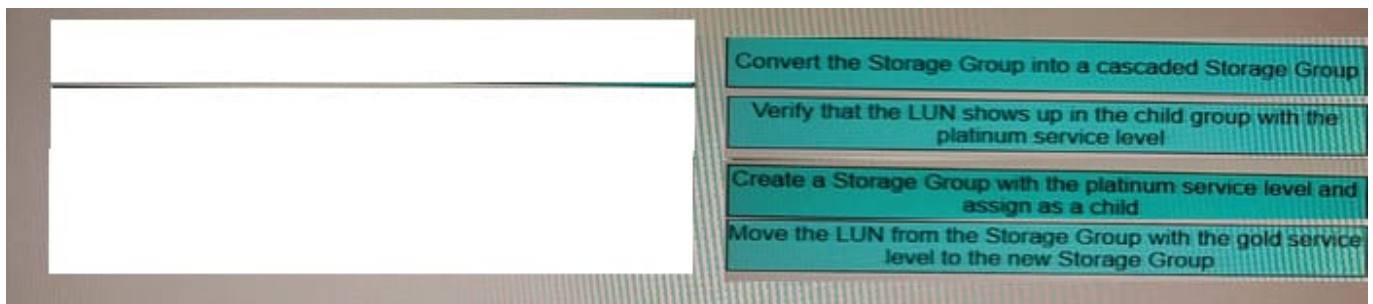 Convert the Storage Group into a cascaded Storage Group
Verify that the LUN shows up in the child group with the
platinum service level
Create a Storage Group with the platinum service level and
assign as a child
Move the LUN from the Storage Group with the gold service
level to the new Storage Group